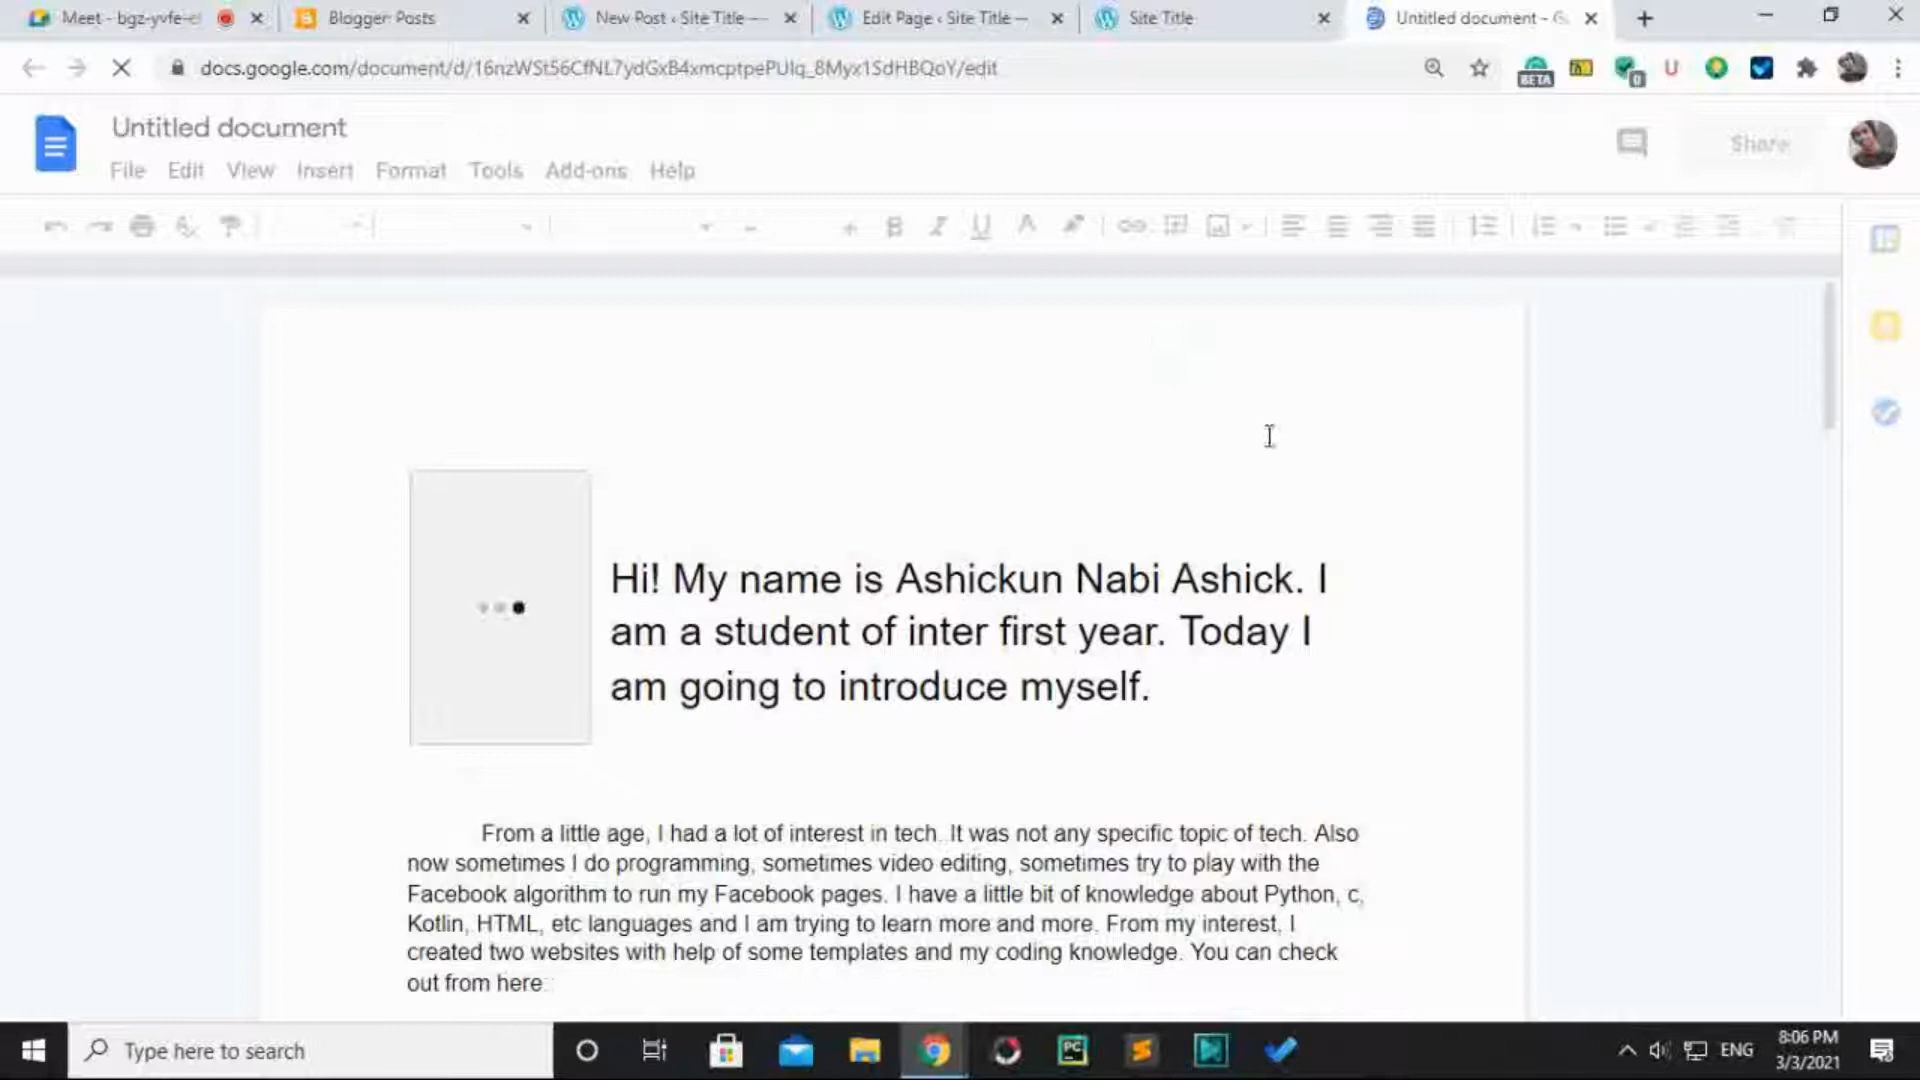 Meet - bgz-yvfe-e
Blogger: Posts
New Post ‹ Site Title —
Edit Page ‹ Site Title —
Site Title
Untitled document - G
docs.google.com/document/d/16nzWSt56CfNL7ydGxB4xmcptpePUlq_8Myx1SdHBQoY/edit
BETA
0
U
Untitled document
Share
File Edit View Insert Format Tools Add-ons Help
Hi! My name is Ashickun Nabi Ashick. I
am a student of inter first year. Today I
am going to introduce myself.
From a little age, I had a lot of interest in tech. It was not any specific topic of tech. Also
now sometimes I do programming, sometimes video editing, sometimes try to play with the
Facebook algorithm to run my Facebook pages. I have a little bit of knowledge about Python, c,
Kotlin, HTML, etc languages and I am trying to learn more and more. From my interest, I
created two websites with help of some templates and my coding knowledge. You can check
out from here:
Type here to search
PC
ENG
8:06 PM
3/3/2021